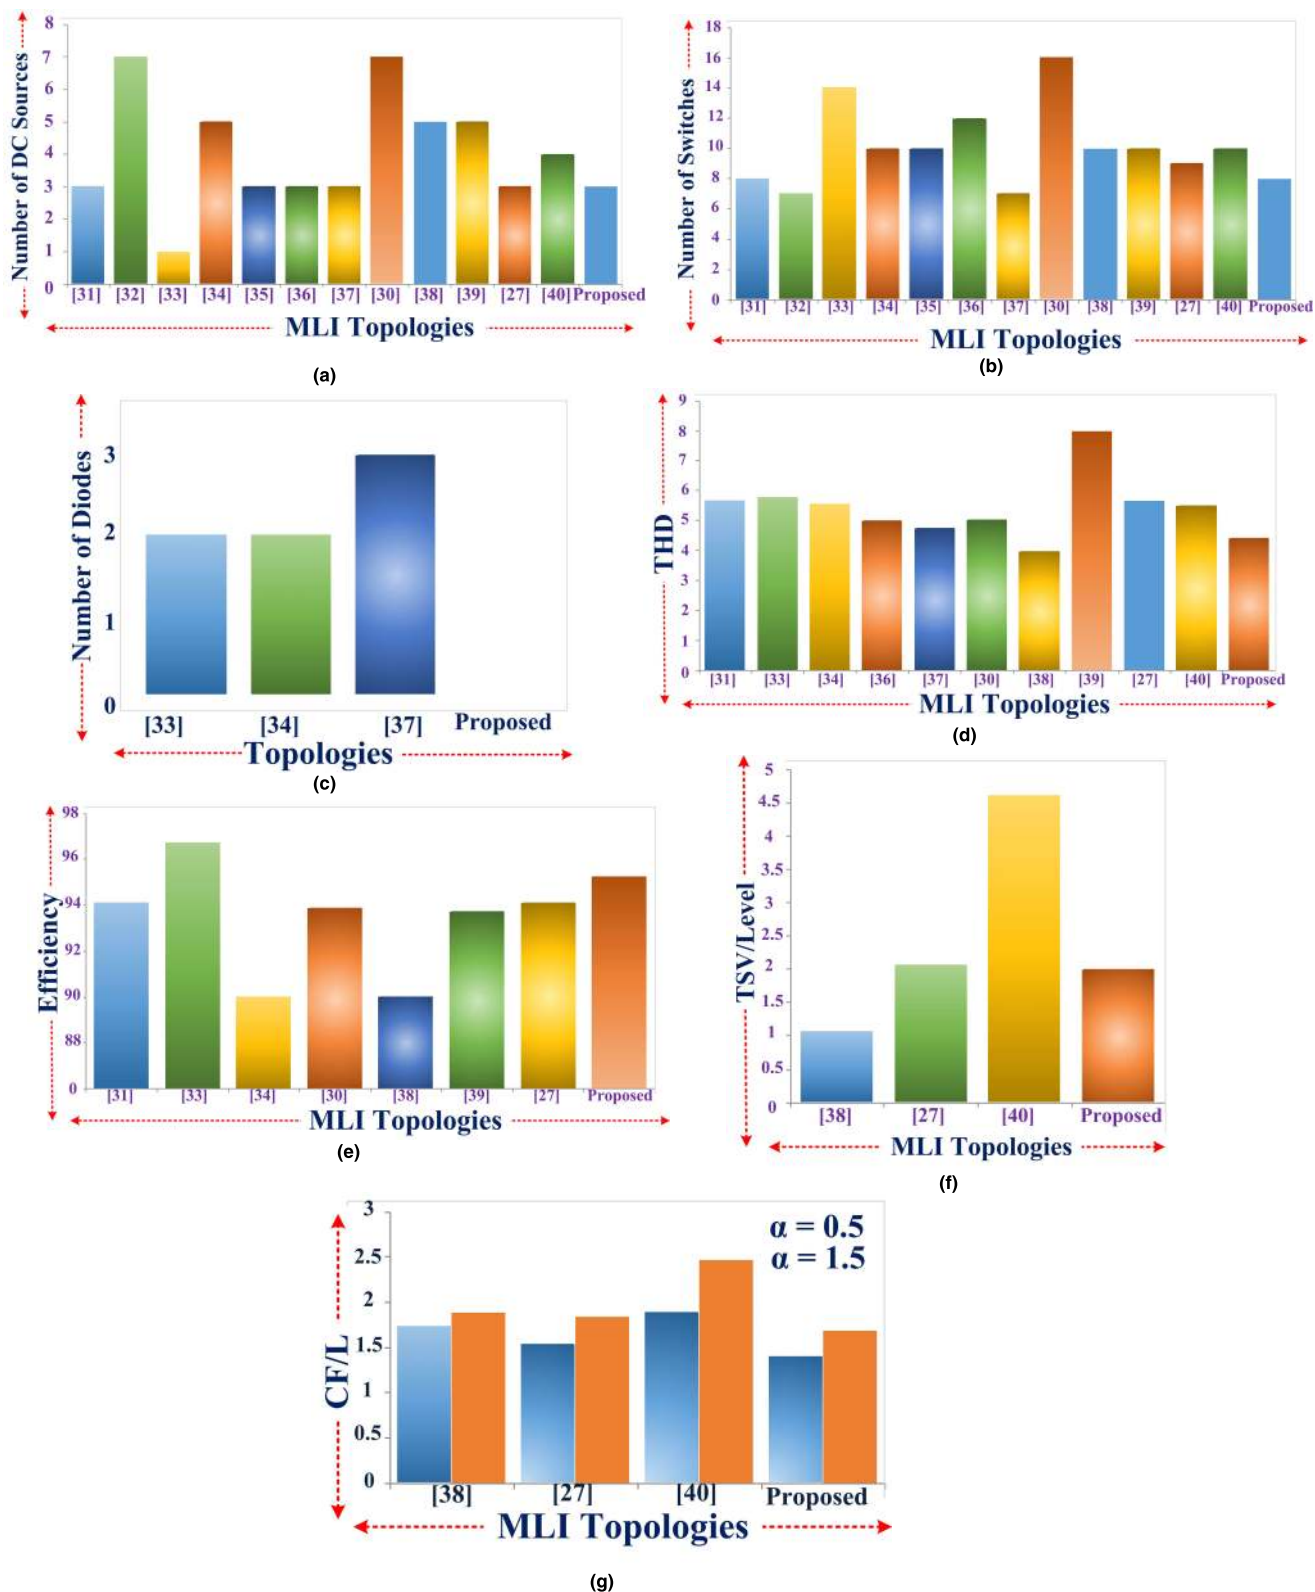 8
7
6
5
4
3
2
1
0
Number of DC Sources
[31] [32] [33] [34] [35] [36] [37] [30] [38] [39] [27] [40] Proposed
MLI Topologies
(a)
18
16
14
12
10
8
6
4
2
0
Number of Switches
[31] [32] [33] [34] [35] [36] [37] [30] [38] [39] [27] [40] Proposed
MLI Topologies
(b)
3
2
1
0
Number of Diodes
[33] [34] [37] Proposed
Topologies
(c)
9
8
7
6
5
4
3
2
1
0
THD
[31] [33] [34] [36] [37] [30] [38] [39] [27] [40] Proposed
MLI Topologies
(d)
98
96
94
92
90
88
0
Efficiency
[31] [33] [34] [30] [38] [39] [27] Proposed
MLI Topologies
(e)
5
4.5
4
3.5
3
2.5
2
1.5
1
0.5
0
TSV/Level
[38] [27] [40] Proposed
MLI Topologies
(f)
3
2.5
2
1.5
1
0.5
0
CF/L
α = 0.5
α = 1.5
[38] [27] [40] Proposed
MLI Topologies
(g)